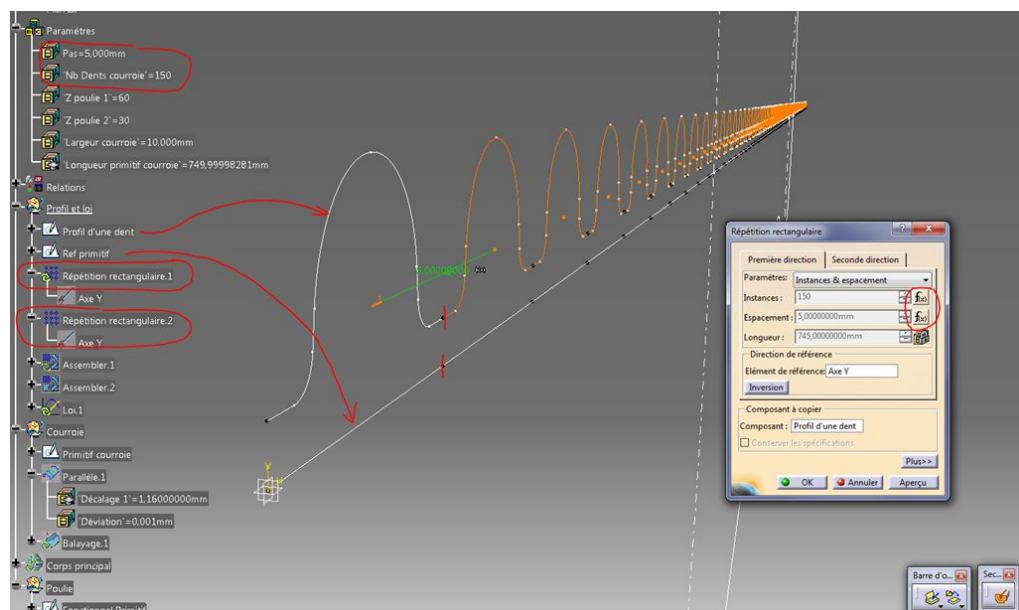 Paramètres
Pas=5,000mm
`Nb Dents courroie`=150
`Z poulie 1`=60
`Z poulie 2`=30
`Largeur courroie`=10,000mm
`Longueur primitif courroie`=749,99998281mm
Relations
Profil et loi
Profil d'une dent
Ref primitif
Répétition rectangulaire.1
Axe Y
Répétition rectangulaire.2
Axe Y
Assembler.1
Assembler.2
Loi.1
Courroie
Primitif courroie
Parallèle.1
`Décalage 1`=1,16000000mm
`Déviation`=0,001mm
Balayage.1
Corps principal
Poulie
Fonctionnel Primitif
Y
Répétition rectangulaire
Première direction
Seconde direction
Paramètres:
Instances & espacement
Instances :
150
f(x)
Espacement :
5,00000000mm
f(x)
Longueur :
745,00000000mm
Direction de référence
Elément de référence: Axe Y
Inversion
Composant à copier
Composant : Profil d'une dent
Conserver les spécifications
Plus>>
OK
Annuler
Aperçu
Barre d'o...
Sec...